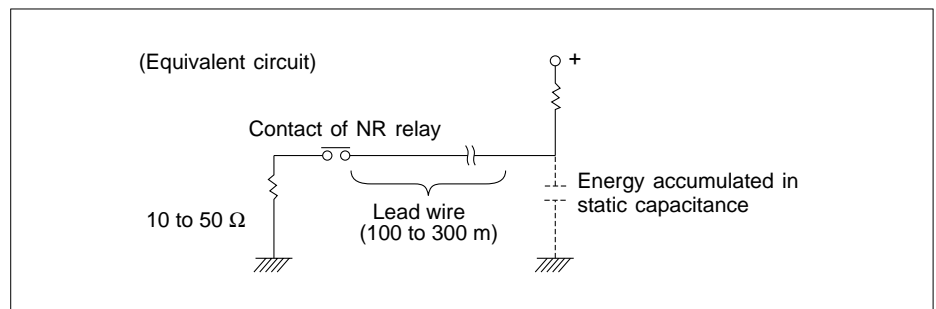 (Equivalent circuit)
+
Contact of NR relay
10 to 50 Ω
Lead wire
(100 to 300 m)
Energy accumulated in
static capacitance